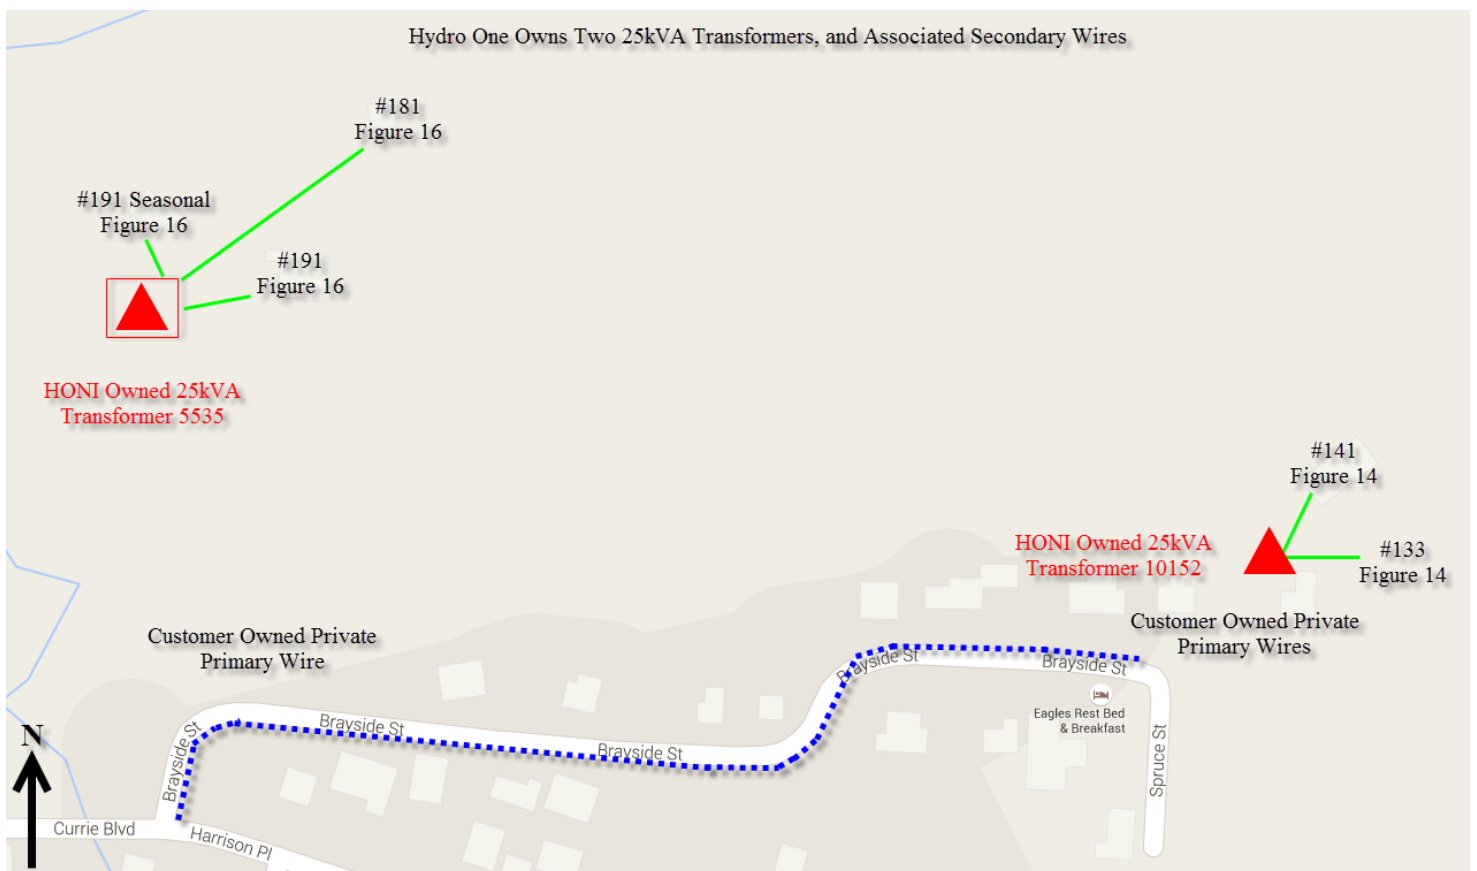 Hydro One Owns Two 25kVA Transformers, and Associated Secondary Wires
#181
Figure 16
#191 Seasonal
Figure 16
#191
Figure 16
HONI Owned 25kVA
Transformer 5535
#141
Figure 14
HONI Owned 25kVA
Transformer 10152
#133
Figure 14
Customer Owned Private
Primary Wire
Customer Owned Private
Primary Wires
Brayside St
Brayside St
Eagles Rest Bed
& Breakfast
N
Brayside St
Brayside St
Brayside St
Spruce St
Currie Blvd
Harrison Pl